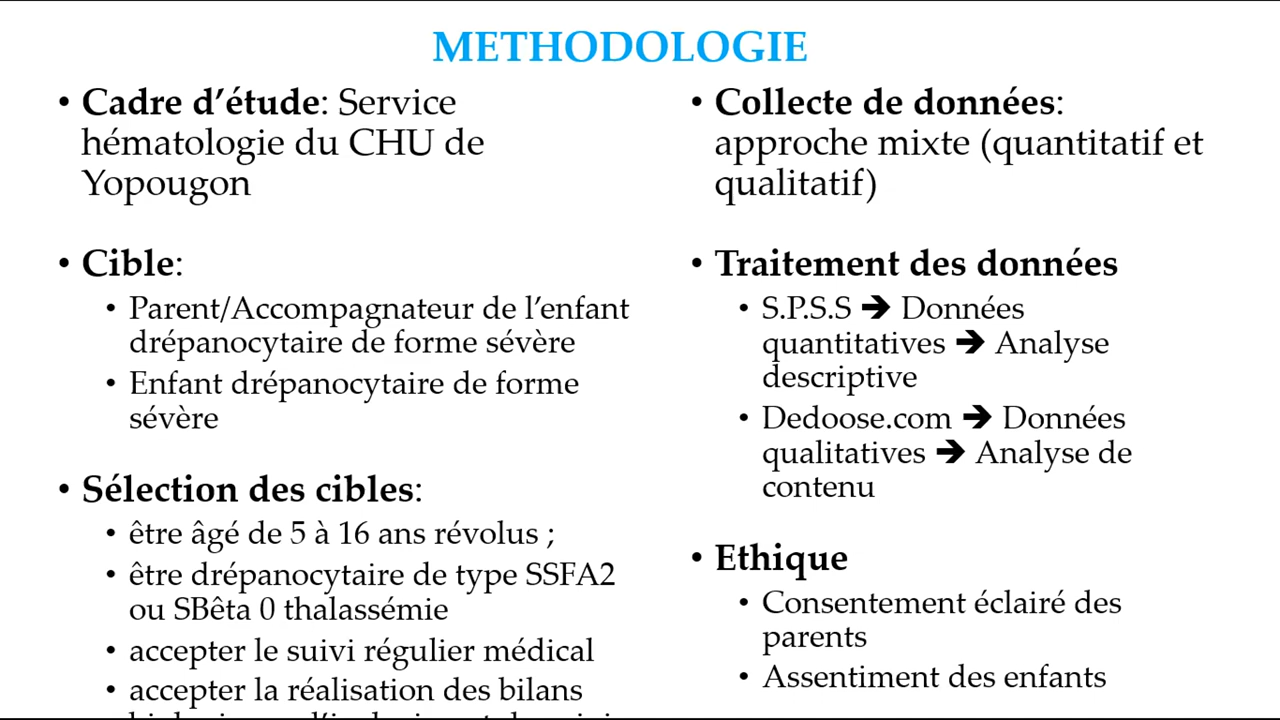 METHODOLOGIE
• Cadre d’étude: Service
hématologie du CHU de
Yopougon
• Cible:
• Parent/Accompagnateur de l’enfant
drépanocytaire de forme sévère
• Enfant drépanocytaire de forme
sévère
• Sélection des cibles:
• être âgé de 5 à 16 ans révolus ;
• être drépanocytaire de type SSFA2
ou SBêta 0 thalassémie
• accepter le suivi régulier médical
• accepter la réalisation des bilans
• Collecte de données:
approche mixte (quantitatif et
qualitatif)
• Traitement des données
• S.P.S.S ➔ Données
quantitatives ➔ Analyse
descriptive
• Dedoose.com ➔ Données
qualitatives ➔ Analyse de
contenu
• Ethique
• Consentement éclairé des
parents
• Assentiment des enfants